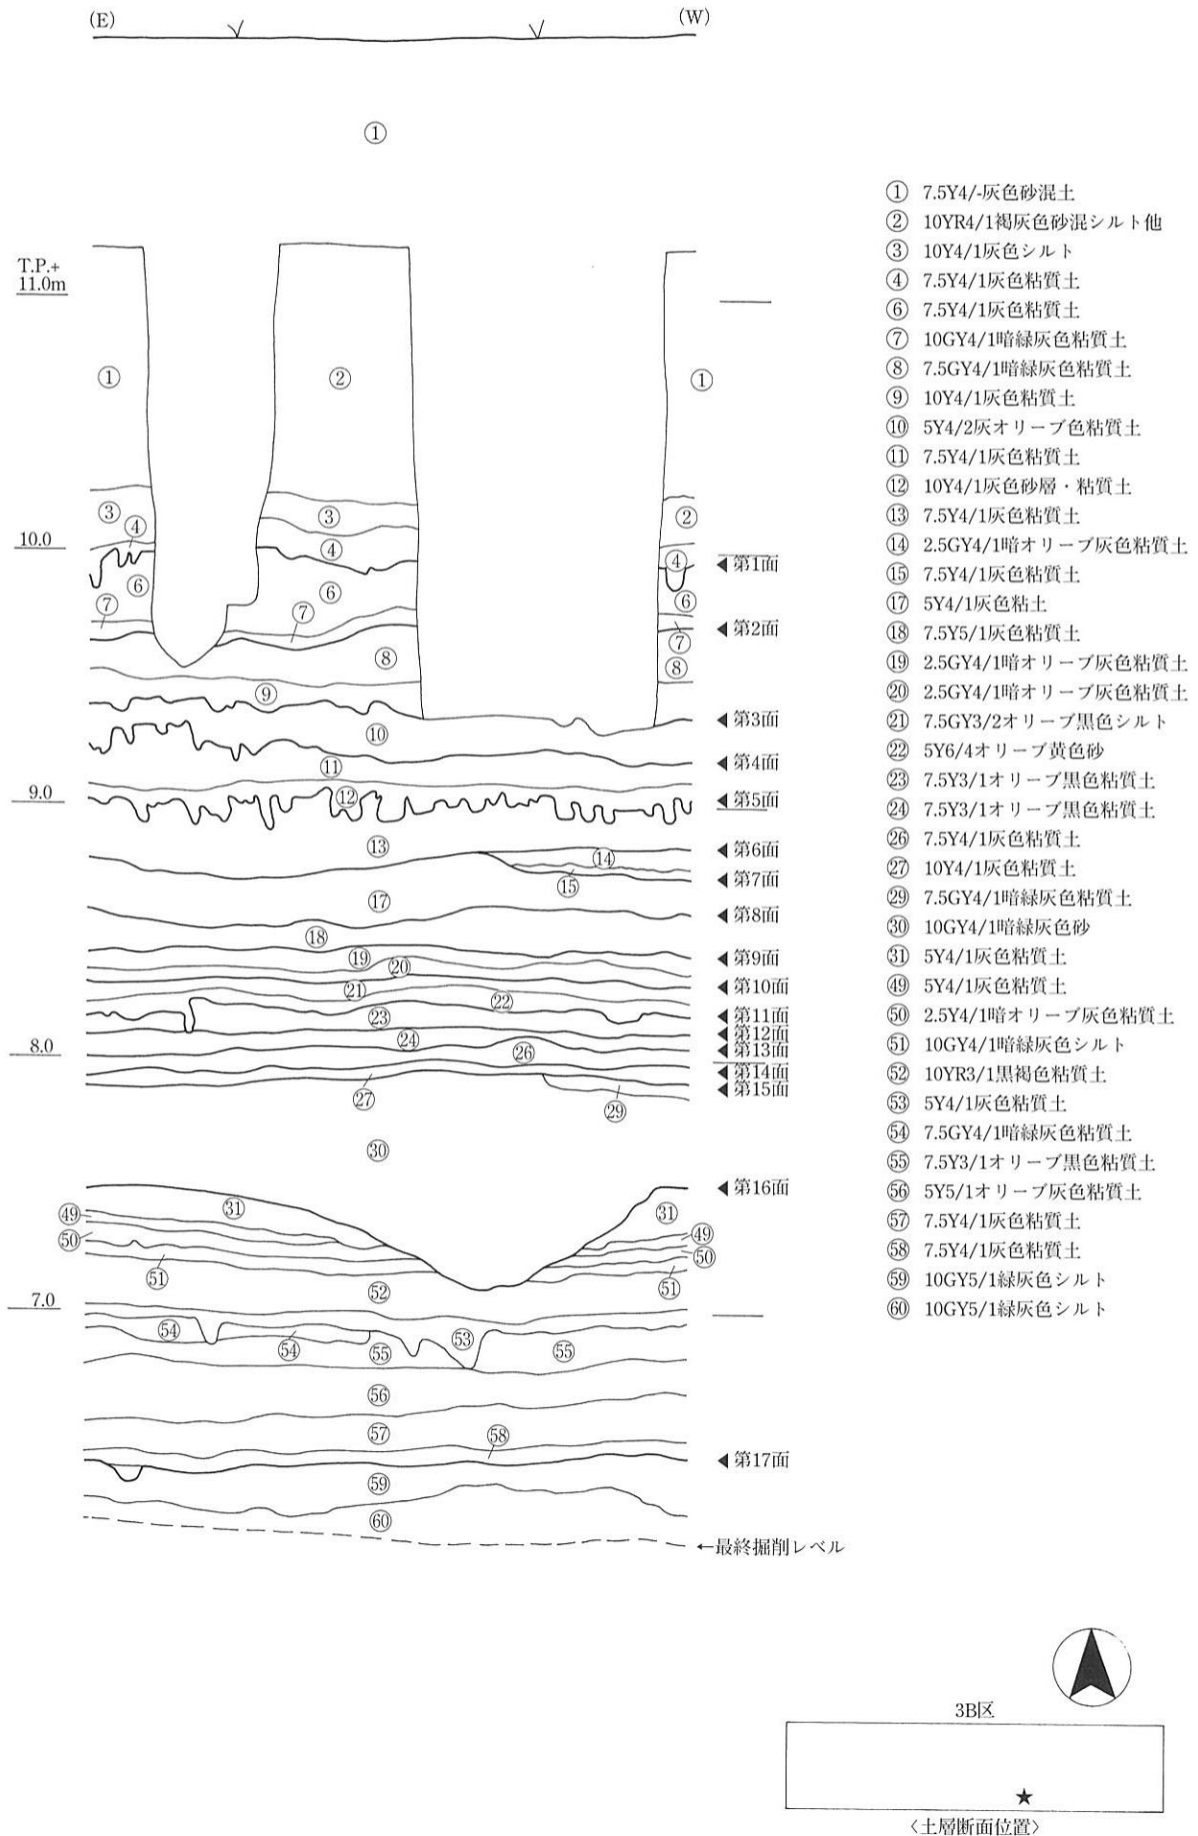 (E)
(W)
①
T.P.+
11.0m
①
②
①
③
④
③
④
②
10.0
④
◀第1面
⑥
⑥
⑥
⑦
⑦
◀第2面
⑦
⑧
⑧
⑨
◀第3面
⑩
◀第4面
⑪
9.0
⑫
◀第5面
⑬
◀第6面
⑭
⑮
◀第7面
⑰
◀第8面
⑱
⑲
◀第9面
⑳
◀第10面
㉑
㉒
㉓
◀第11面
◀第12面
㉔
8.0
㉖
◀第13面
◀第14面
㉗
㉙
◀第15面
㉚
◀第16面
㉛
㉛
㊾
㊾
㊿
50
51
51
52
7.0
54
54
53
55
55
56
57
58
◀第17面
59
60
←最終掘削レベル
① 7.5Y4/-灰色砂混土
② 10YR4/1褐灰色砂混シルト他
③ 10Y4/1灰色シルト
④ 7.5Y4/1灰色粘質土
⑥ 7.5Y4/1灰色粘質土
⑦ 10GY4/1暗緑灰色粘質土
⑧ 7.5GY4/1暗緑灰色粘質土
⑨ 10Y4/1灰色粘質土
⑩ 5Y4/2灰オリーブ色粘質土
⑪ 7.5Y4/1灰色粘質土
⑫ 10Y4/1灰色砂層・粘質土
⑬ 7.5Y4/1灰色粘質土
⑭ 2.5GY4/1暗オリーブ灰色粘質土
⑮ 7.5Y4/1灰色粘質土
⑰ 5Y4/1灰色粘土
⑱ 7.5Y5/1灰色粘質土
⑲ 2.5GY4/1暗オリーブ灰色粘質土
⑳ 2.5GY4/1暗オリーブ灰色粘質土
㉑ 7.5GY3/2オリーブ黒色シルト
㉒ 5Y6/4オリーブ黄色砂
㉓ 7.5Y3/1オリーブ黒色粘質土
㉔ 7.5Y3/1オリーブ黒色粘質土
㉖ 7.5Y4/1灰色粘質土
㉗ 10Y4/1灰色粘質土
㉙ 7.5GY4/1暗緑灰色粘質土
㉚ 10GY4/1暗緑灰色砂
㉛ 5Y4/1灰色粘質土
㊾ 5Y4/1灰色粘質土
㊿ 2.5Y4/1暗オリーブ灰色粘質土
51 10GY4/1暗緑灰色シルト
52 10YR3/1黒褐色粘質土
53 5Y4/1灰色粘質土
54 7.5GY4/1暗緑灰色粘質土
55 7.5Y3/1オリーブ黒色粘質土
56 5Y5/1オリーブ灰色粘質土
57 7.5Y4/1灰色粘質土
58 7.5Y4/1灰色粘質土
59 10GY5/1緑灰色シルト
60 10GY5/1緑灰色シルト
3B区
★
〈土層断面位置〉